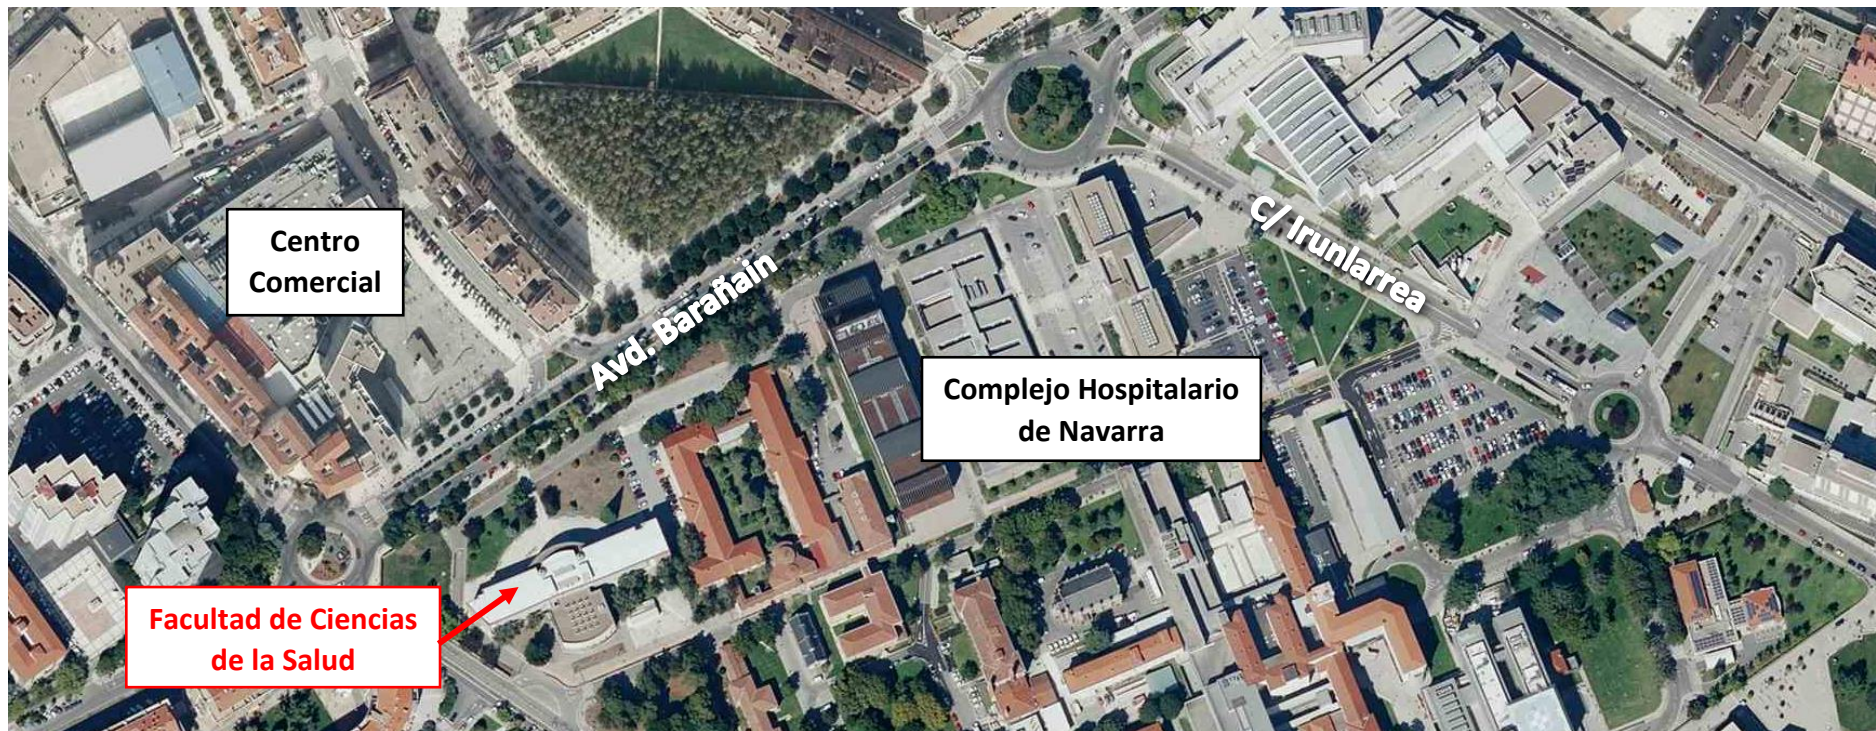 Centro
Comercial
Avd. Barañain
C/ Irunlarrea
Complejo Hospitalario
de Navarra
Facultad de Ciencias
de la Salud